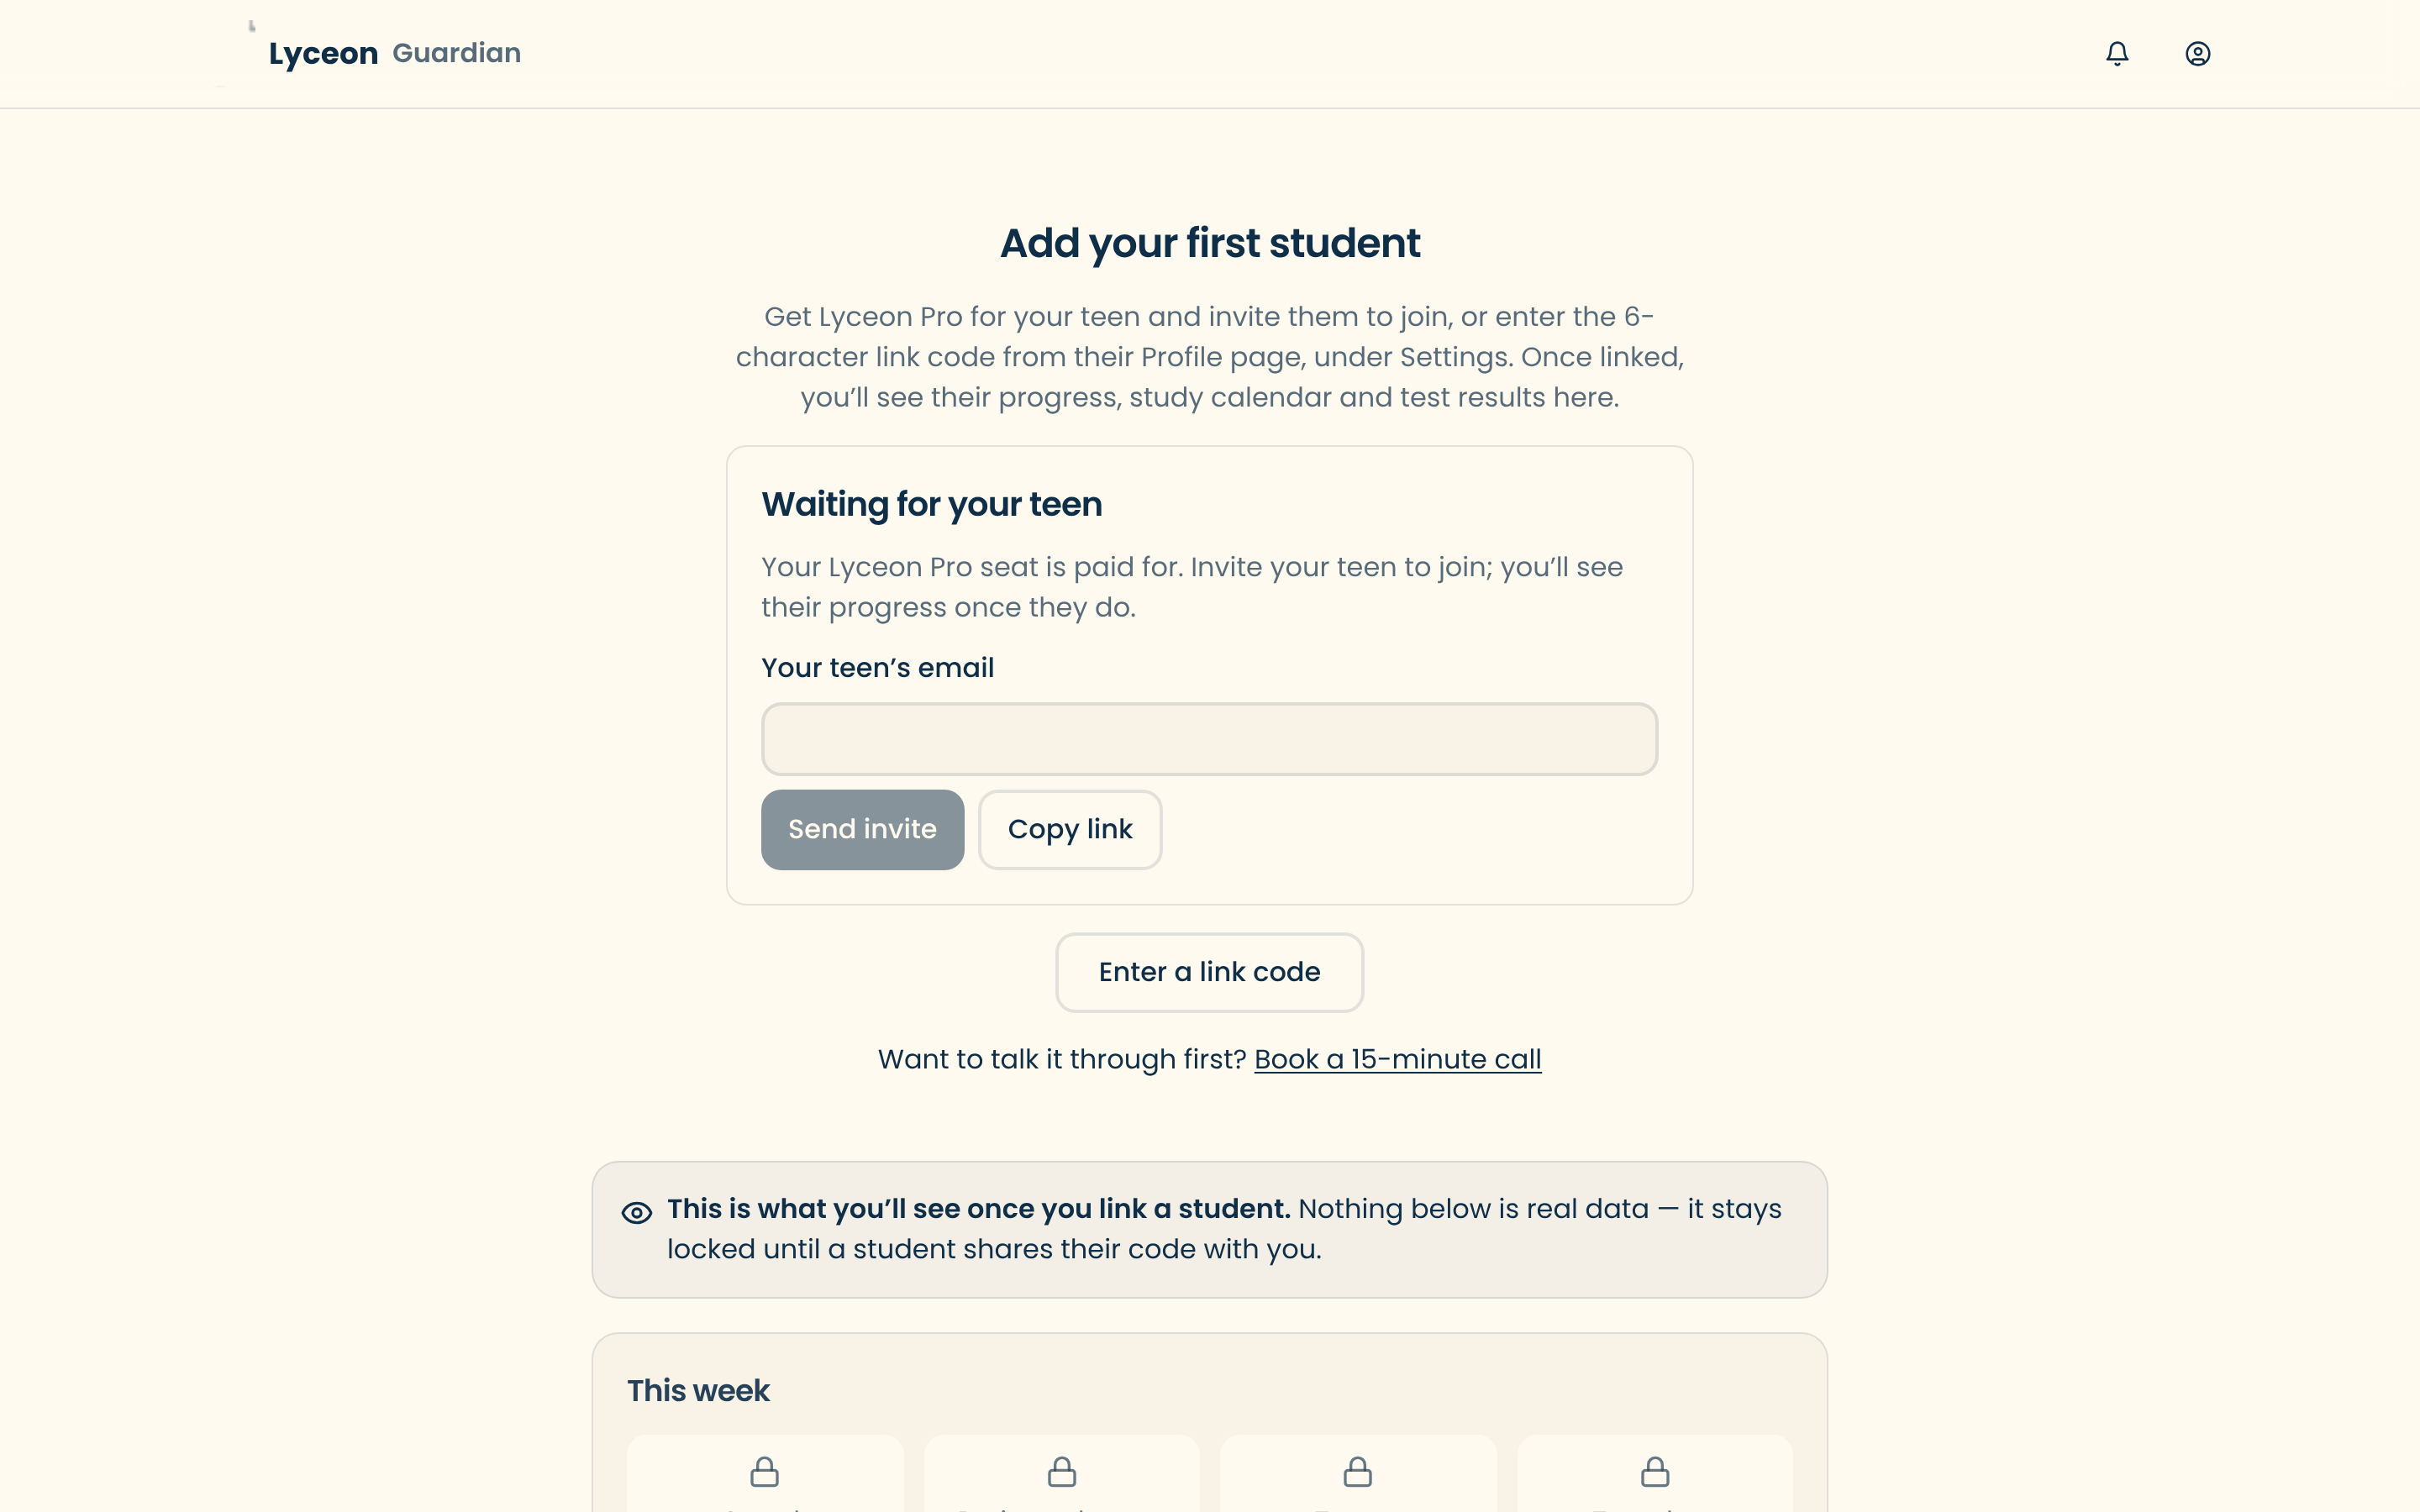 Lyceon Guardian
Add your first student
Get Lyceon Pro for your teen and invite them to join, or enter the 6-
character link code from their Profile page, under Settings. Once linked,
you’ll see their progress, study calendar and test results here.
Waiting for your teen
Your Lyceon Pro seat is paid for. Invite your teen to join; you’ll see
their progress once they do.
Your teen’s email
Send invite
Copy link
Enter a link code
Want to talk it through first? Book a 15-minute call
This is what you’ll see once you link a student. Nothing below is real data — it stays
locked until a student shares their code with you.
This week